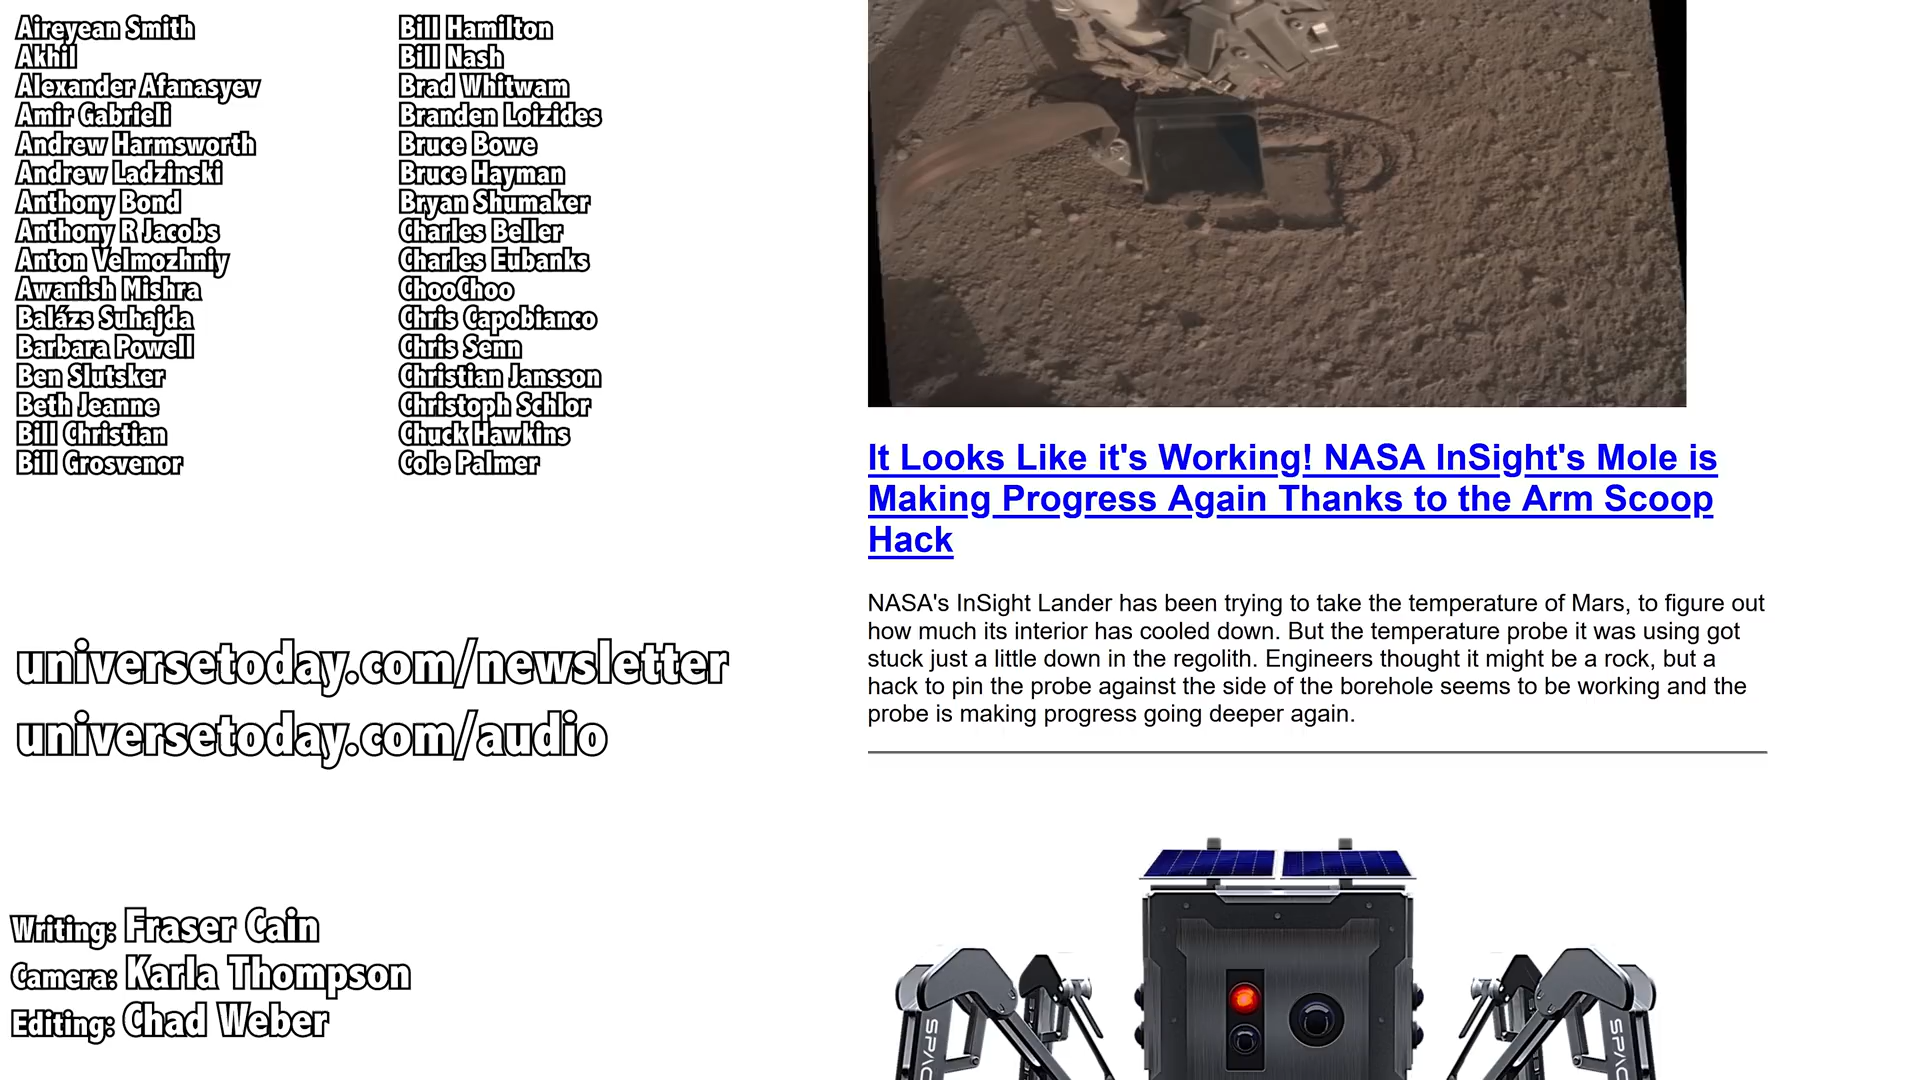 Aireyean Smith
Akhil
Alexander Afanasyev
Amir Gabrieli
Andrew Harmsworth
Andrew Ladzinski
Anthony Bond
Anthony R Jacobs
Anton Velmozhniy
Awanish Mishra
Balázs Suhajda
Barbara Powell
Ben Slutsker
Beth Jeanne
Bill Christian
Bill Grosvenor
Bill Hamilton
Bill Nash
Brad Whitwam
Branden Loizides
Bruce Bowe
Bruce Hayman
Bryan Shumaker
Charles Beller
Charles Eubanks
ChooChoo
Chris Capobianco
Chris Senn
Christian Jansson
Christoph Schlor
Chuck Hawkins
Cole Palmer
universetoday.com/newsletter
universetoday.com/audio
Writing: Fraser Cain
Camera: Karla Thompson
Editing: Chad Weber
It Looks Like it's Working! NASA InSight's Mole is
Making Progress Again Thanks to the Arm Scoop
Hack
NASA's InSight Lander has been trying to take the temperature of Mars, to figure out
how much its interior has cooled down. But the temperature probe it was using got
stuck just a little down in the regolith. Engineers thought it might be a rock, but a
hack to pin the probe against the side of the borehole seems to be working and the
probe is making progress going deeper again.